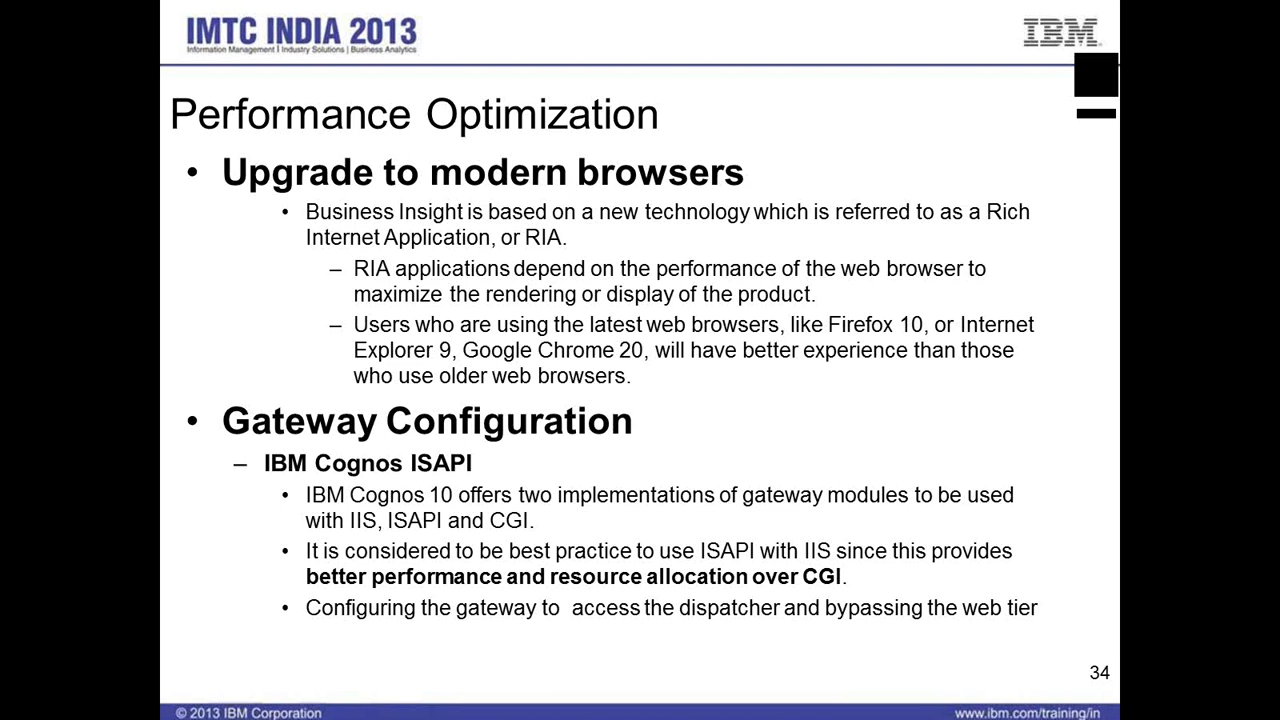 IMTC INDIA 2013
Information Management | Industry Solutions | Business Analytics
IBM
Performance Optimization
• Upgrade to modern browsers
• Business Insight is based on a new technology which is referred to as a Rich
Internet Application, or RIA.
– RIA applications depend on the performance of the web browser to
maximize the rendering or display of the product.
– Users who are using the latest web browsers, like Firefox 10, or Internet
Explorer 9, Google Chrome 20, will have better experience than those
who use older web browsers.
• Gateway Configuration
– IBM Cognos ISAPI
• IBM Cognos 10 offers two implementations of gateway modules to be used
with IIS, ISAPI and CGI.
• It is considered to be best practice to use ISAPI with IIS since this provides
better performance and resource allocation over CGI.
• Configuring the gateway to  access the dispatcher and bypassing the web tier
34
© 2013 IBM Corporation
www.ibm.com/training/in